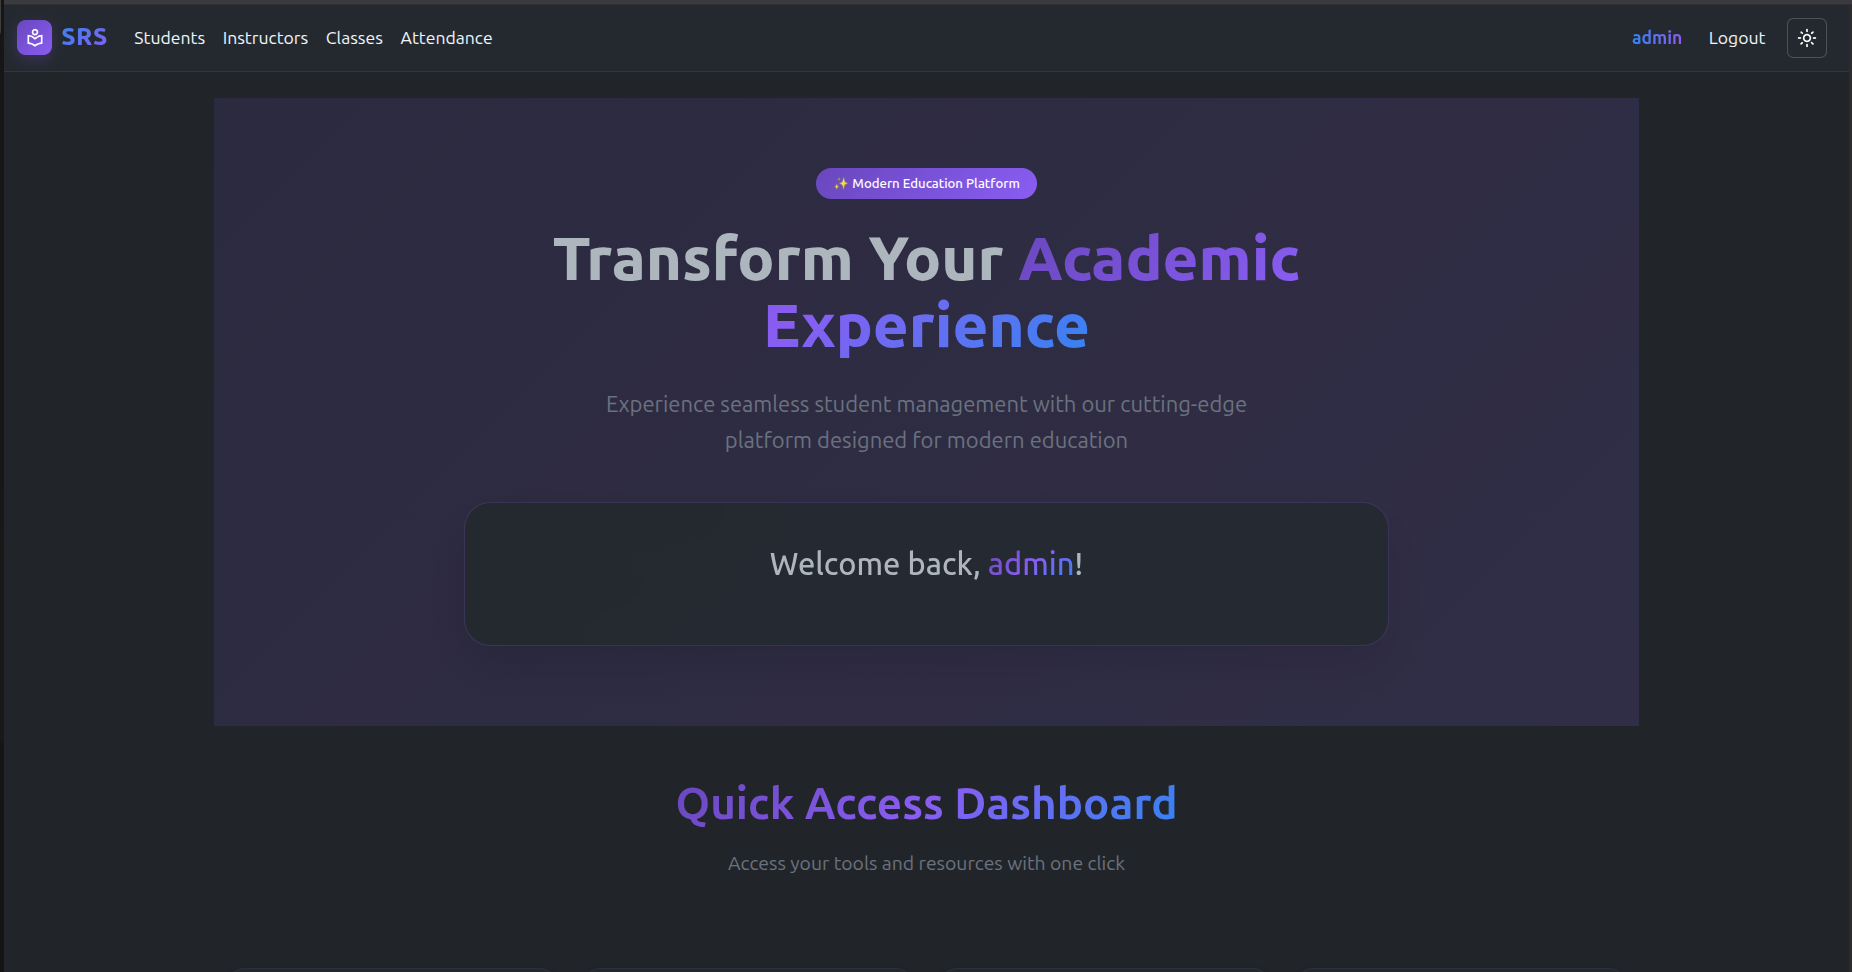 SRS Students Instructors Classes Attendance admin Logout
✨ Modern Education Platform
Transform Your Academic
Experience
Experience seamless student management with our cutting-edge
platform designed for modern education
Welcome back, admin!
Quick Access Dashboard
Access your tools and resources with one click